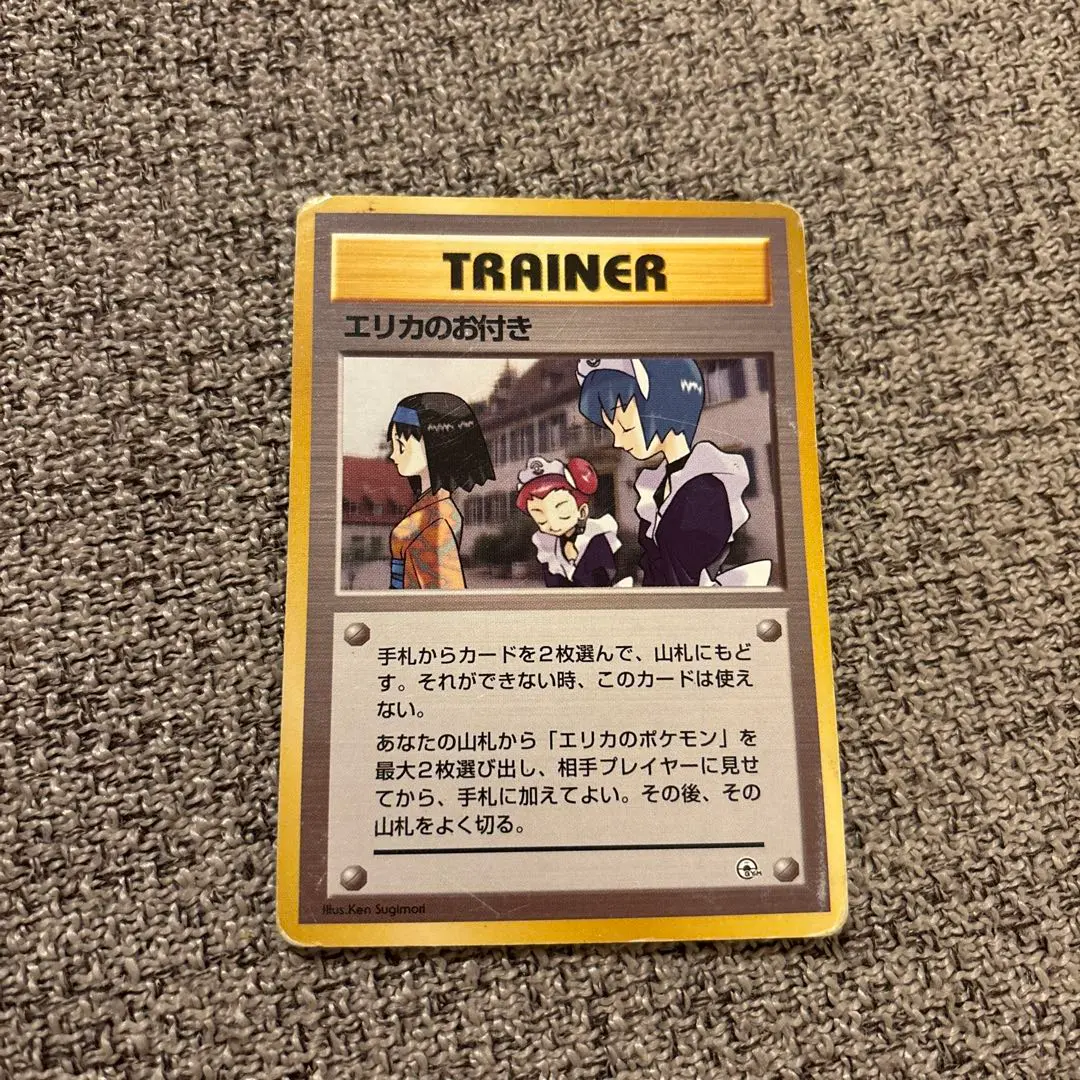 TRAINER
エリカのお付き
手札からカードを2枚選んで、山札にもど
す。それができない時、このカードは使え
ない。
あなたの山札から「エリカのポケモン」を
最大2枚選び出し、相手プレイヤーに見せ
てから、手札に加えてよい。その後、その
山札をよく切る。
GYM
Illus.Ken Sugimori